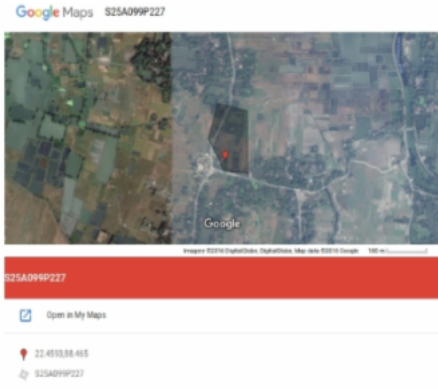 Google Maps S25A099P227
Google
Imagery ©2016 DigitalGlobe, DigitalGlobe, Map data ©2016 Google 100 m
S25A099P227
Open in My Maps
22.4593,88.465
S25A099P227